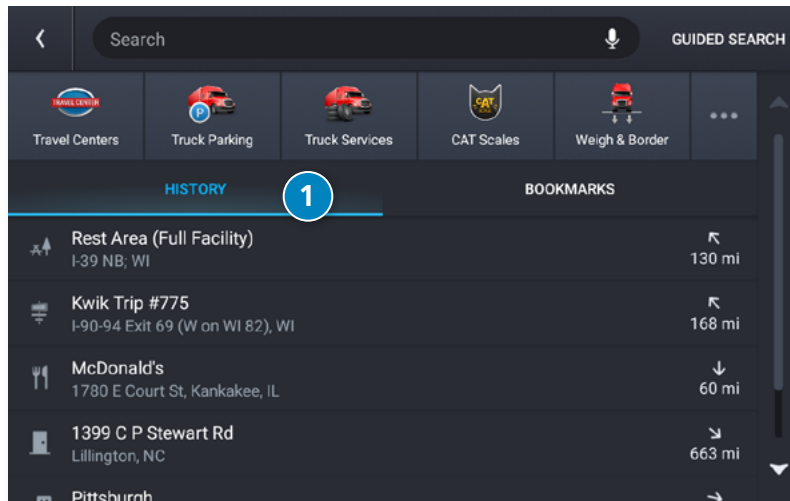 Search
GUIDED SEARCH
TRAVEL CENTER
P
CAT
Travel Centers
Truck Parking
Truck Services
CAT Scales
Weigh & Border
HISTORY
1
BOOKMARKS
Rest Area (Full Facility)
I-39 NB; WI
130 mi
Kwik Trip #775
I-90-94 Exit 69 (W on WI 82), WI
168 mi
McDonald's
1780 E Court St, Kankakee, IL
60 mi
1399 C P Stewart Rd
Lillington, NC
663 mi
Pittsburgh